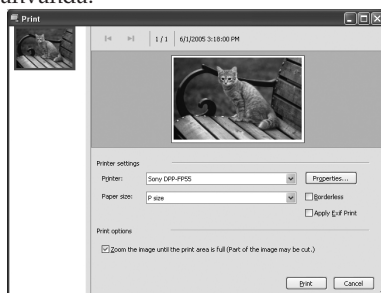 använda.
Print
1 / 1 6/1/2005 3:18:00 PM
Printer settings
Printer: Sony DPP-FP55 Properties...
Paper size: P size Borderless
Apply Exif Print
Print options
Zoom the image until the print area is full (Part of the image may be cut.)
Print Cancel